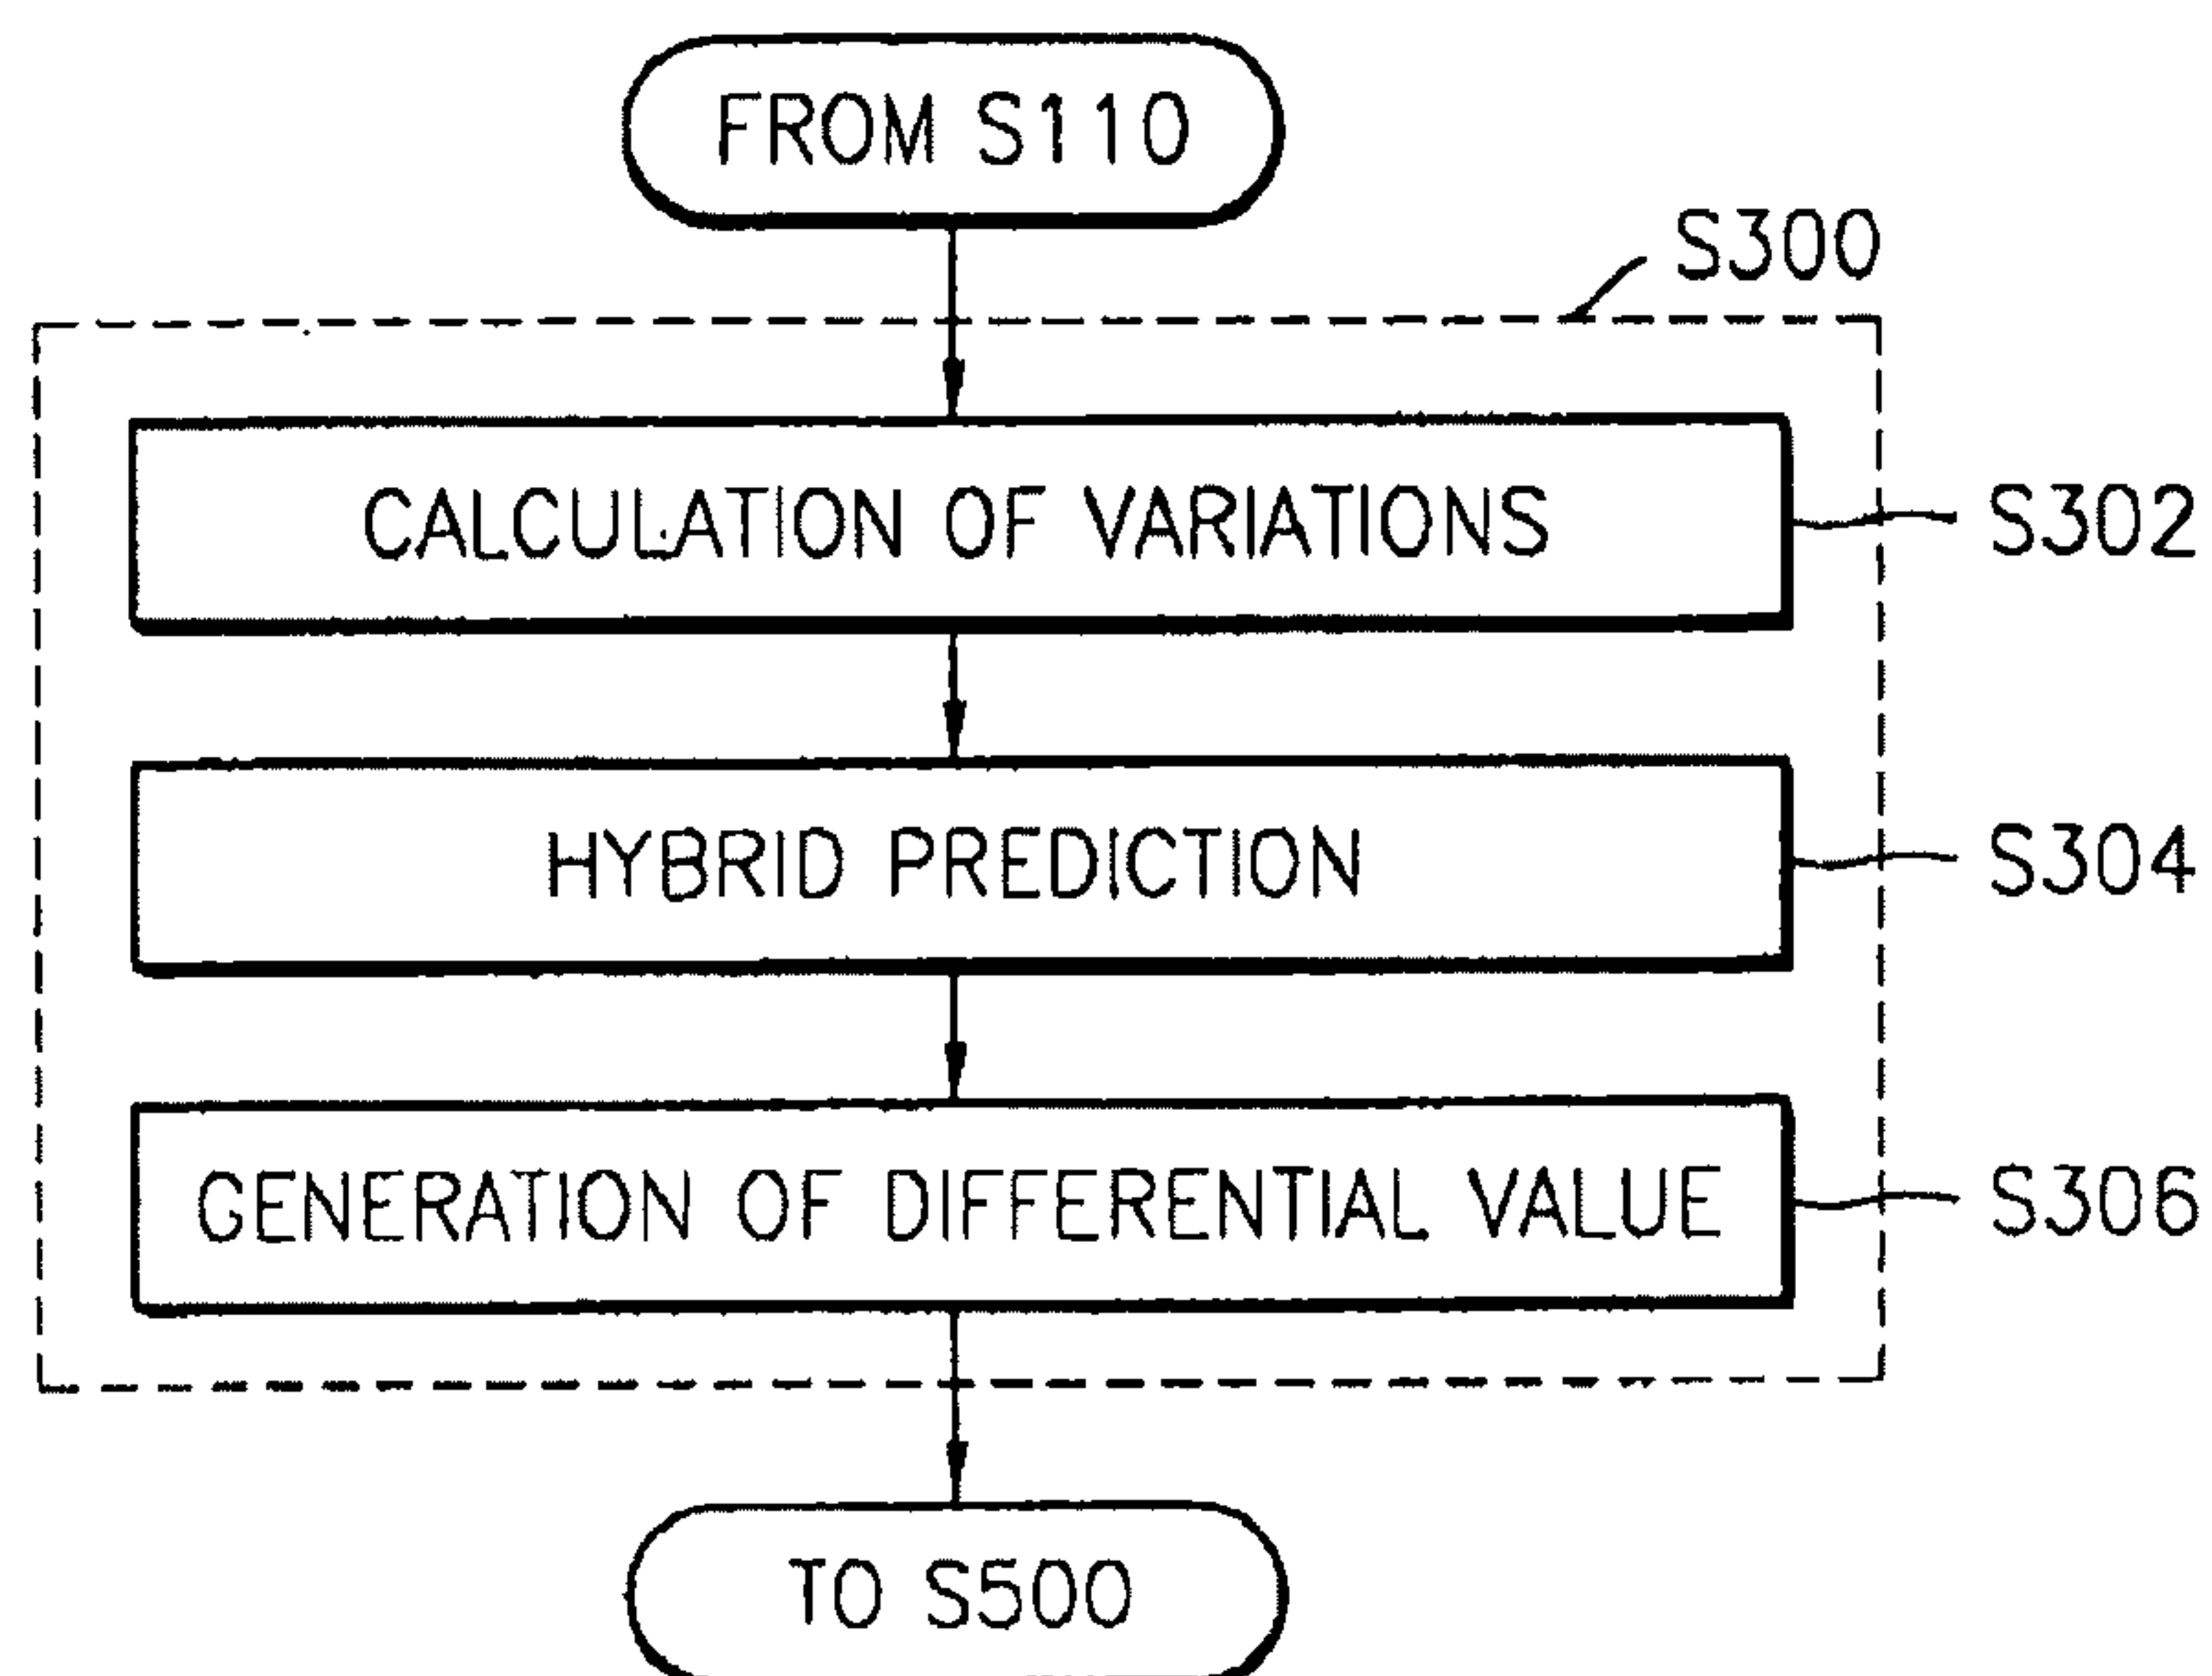 FROM S110
S300
CALCULATION OF VARIATIONS
S302
HYBRID PREDICTION
S304
GENERATION OF DIFFERENTIAL VALUE
S306
TO S500